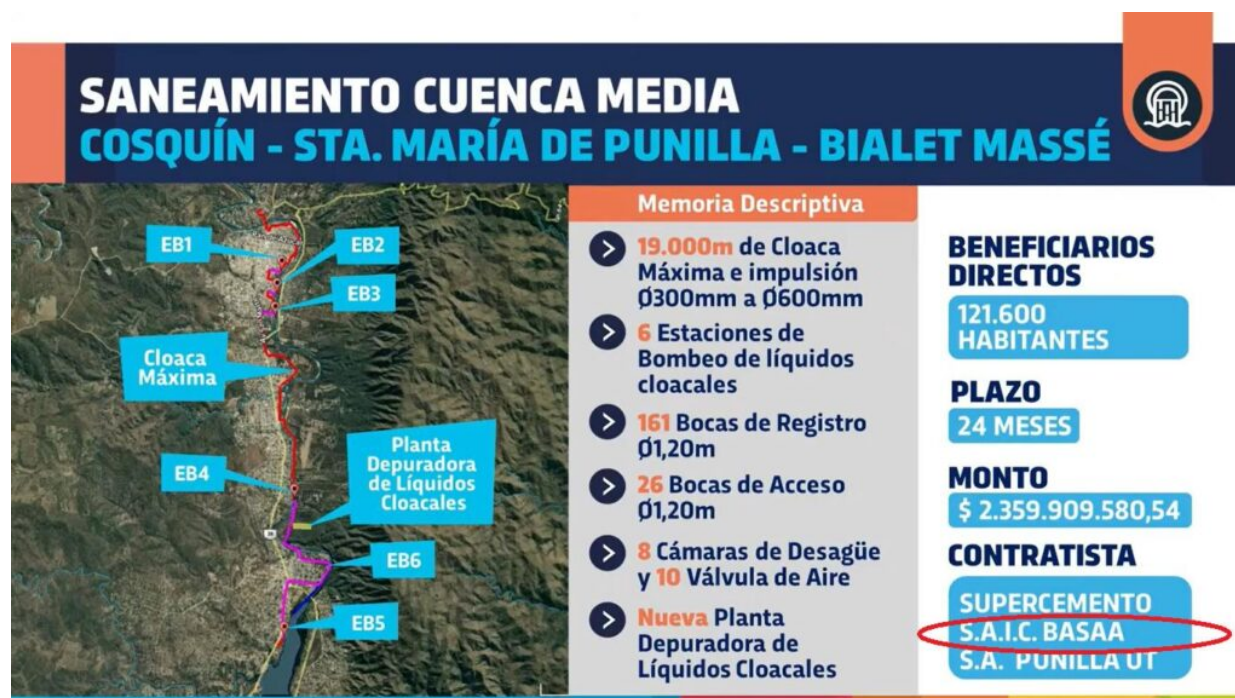 SANEAMIENTO CUENCA MEDIA
COSQUÍN - STA. MARÍA DE PUNILLA - BIALET MASSÉ
EB1
EB2
EB3
Cloaca
Máxima
EB4
Planta
Depuradora
de Líquidos
Cloacales
EB6
EB5
Memoria Descriptiva
19.000m de Cloaca
Máxima e impulsión
Ø300mm a Ø600mm
6 Estaciones de
Bombeo de líquidos
cloacales
161 Bocas de Registro
Ø1,20m
26 Bocas de Acceso
Ø1,20m
8 Cámaras de Desagüe
y 10 Válvula de Aire
Nueva Planta
Depuradora de
Líquidos Cloacales
BENEFICIARIOS
DIRECTOS
121.600
HABITANTES
PLAZO
24 MESES
MONTO
$ 2.359.909.580,54
CONTRATISTA
SUPERCEMENTO
S.A.I.C. BASAA
S.A. PUNILLA UT